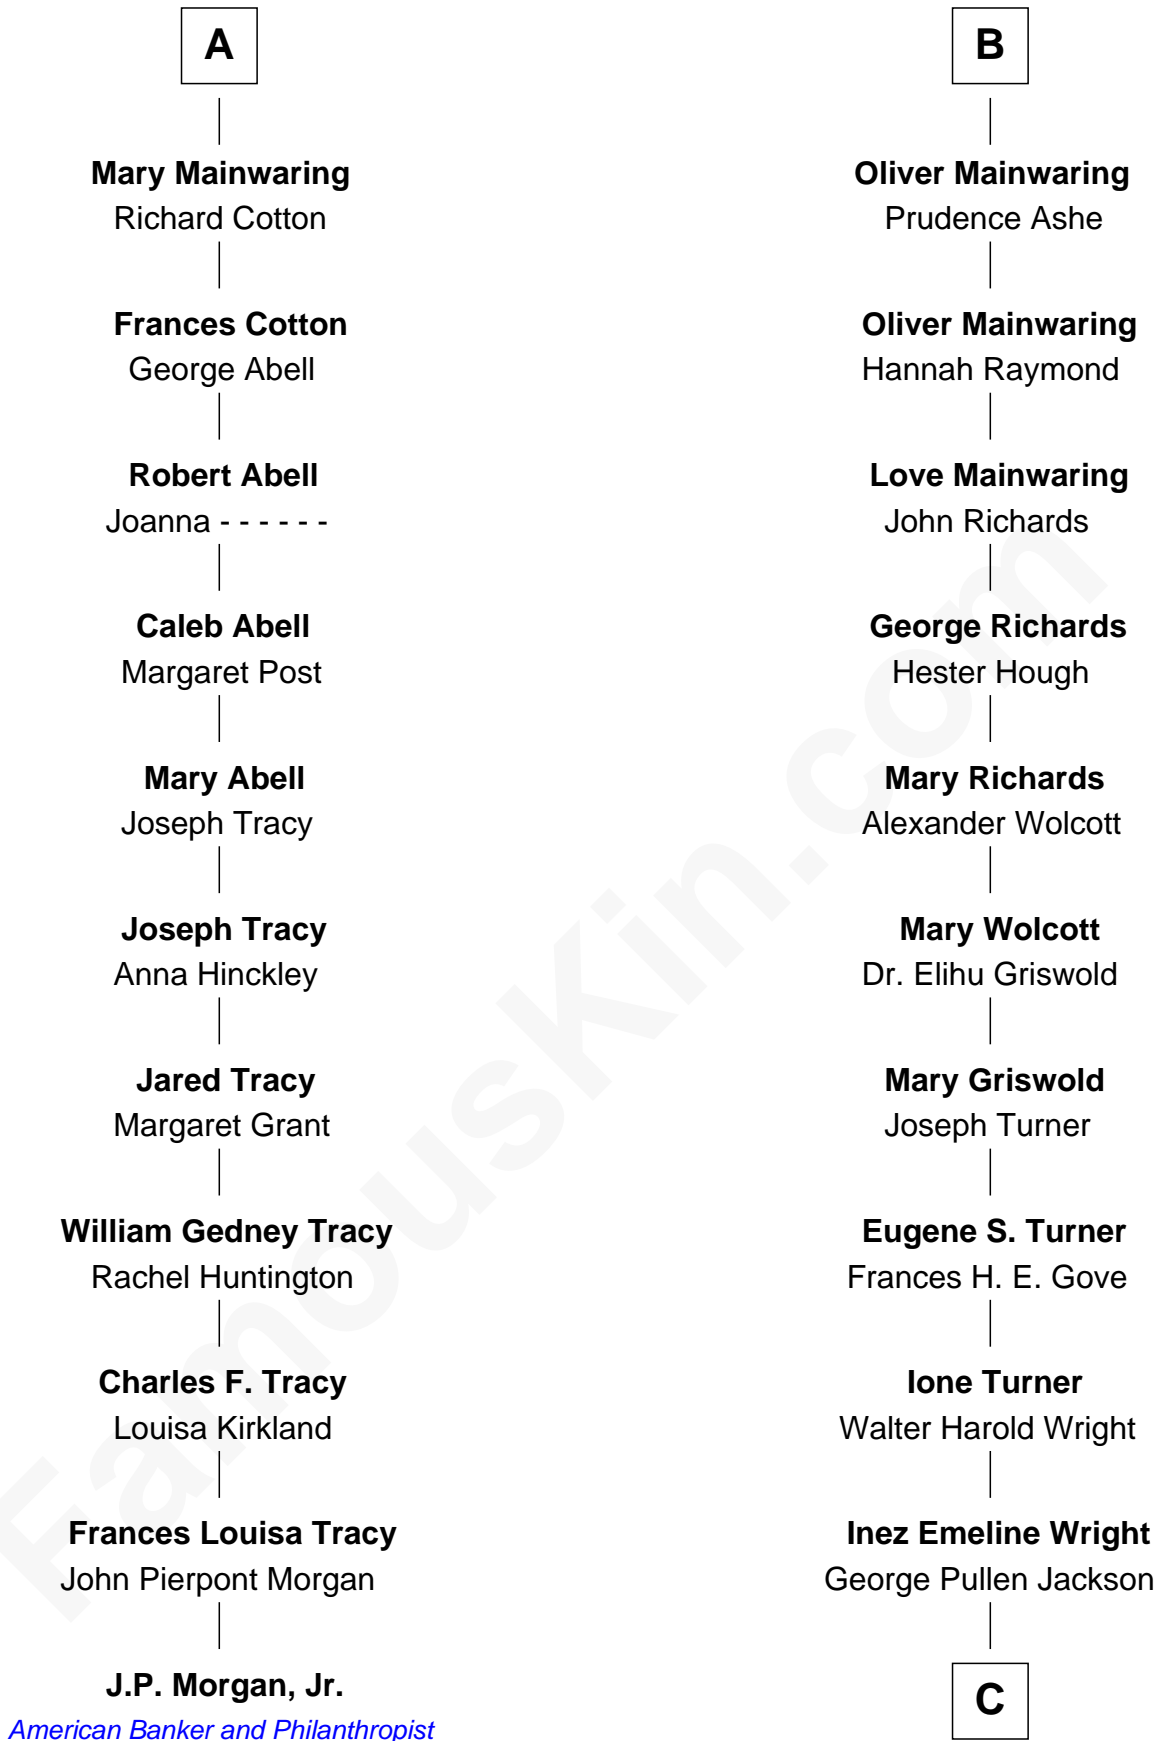 A
Mary Mainwaring
Richard Cotton
Frances Cotton
George Abell
Robert Abell
Joanna - - - - - -
Caleb Abell
Margaret Post
Mary Abell
Joseph Tracy
Joseph Tracy
Anna Hinckley
Jared Tracy
Margaret Grant
William Gedney Tracy
Rachel Huntington
Charles F. Tracy
Louisa Kirkland
Frances Louisa Tracy
John Pierpont Morgan
J.P. Morgan, Jr.
American Banker and Philanthropist
B
Oliver Mainwaring
Prudence Ashe
Oliver Mainwaring
Hannah Raymond
Love Mainwaring
John Richards
George Richards
Hester Hough
Mary Richards
Alexander Wolcott
Mary Wolcott
Dr. Elihu Griswold
Mary Griswold
Joseph Turner
Eugene S. Turner
Frances H. E. Gove
Ione Turner
Walter Harold Wright
Inez Emeline Wright
George Pullen Jackson
C
FamousKin.com